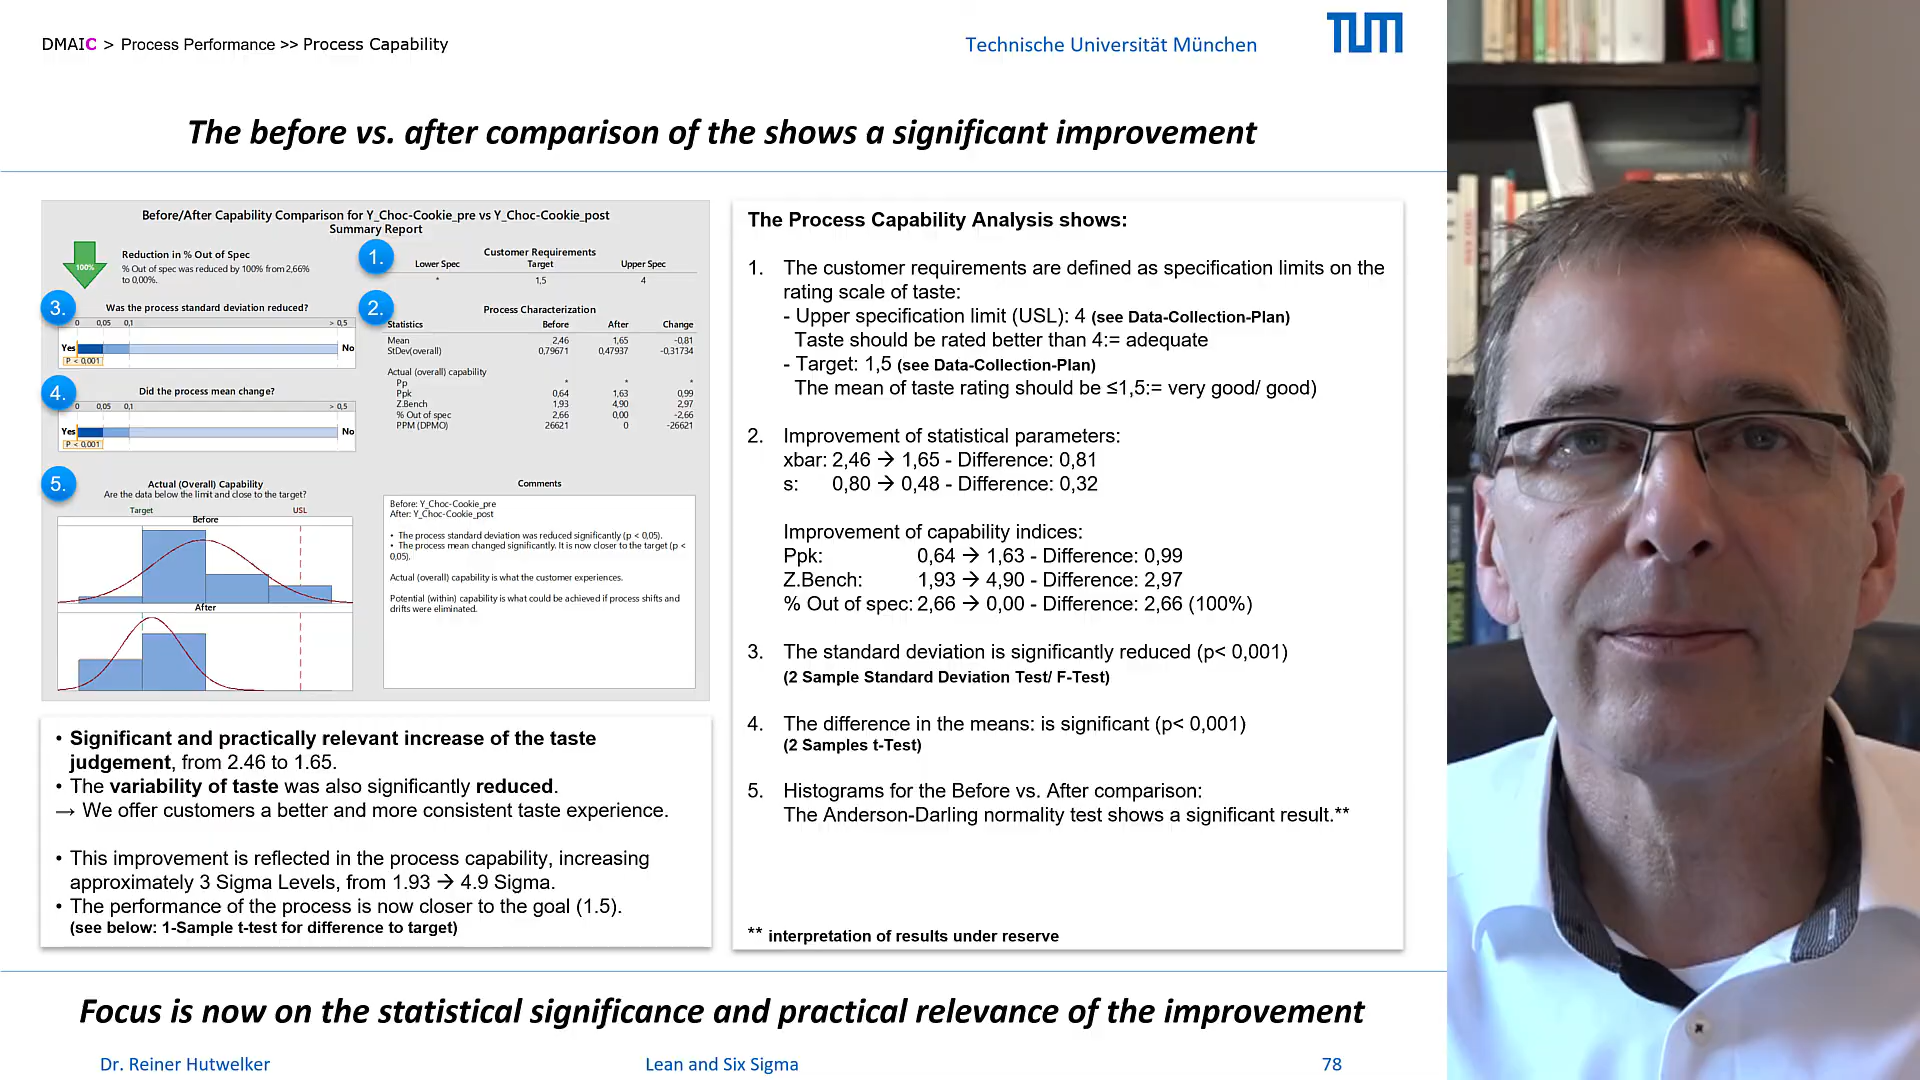 DMAIC > Process Performance >> Process Capability
Technische Universität München
TUM
The before vs. after comparison of the shows a significant improvement
Before/After Capability Comparison for Y_Choc-Cookie_pre vs Y_Choc-Cookie_post
Summary Report
100%
Reduction in % Out of Spec
% Out of spec was reduced by 100% from 2,66%
to 0,00%.
1.
Customer Requirements
Lower Spec Target Upper Spec
* 1,5 4
3.
Was the process standard deviation reduced?
0 0,05 0,1 > 0,5
Yes No
P < 0,001
4.
Did the process mean change?
0 0,05 0,1 > 0,5
Yes No
P < 0,001
2.
Process Characterization
Statistics Before After Change
Mean 2,46 1,65 -0,81
StDev(overall) 0,79671 0,47937 -0,31734
Actual (overall) capability
Pp * * *
Ppk 0,64 1,63 0,99
Z.Bench 1,93 4,90 2,97
% Out of spec 2,66 0,00 -2,66
PPM (DPMO) 26621 0 -26621
5.
Actual (Overall) Capability
Are the data below the limit and close to the target?
Target USL
Before
After
Comments
Before: Y_Choc-Cookie_pre
After: Y_Choc-Cookie_post
• The process standard deviation was reduced significantly (p < 0,05).
• The process mean changed significantly. It is now closer to the target (p <
0,05).
Actual (overall) capability is what the customer experiences.
Potential (within) capability is what could be achieved if process shifts and
drifts were eliminated.
• Significant and practically relevant increase of the taste
judgement, from 2.46 to 1.65.
• The variability of taste was also significantly reduced.
→ We offer customers a better and more consistent taste experience.
• This improvement is reflected in the process capability, increasing
approximately 3 Sigma Levels, from 1.93 → 4.9 Sigma.
• The performance of the process is now closer to the goal (1.5).
(see below: 1-Sample t-test for difference to target)
The Process Capability Analysis shows:
1. The customer requirements are defined as specification limits on the
rating scale of taste:
- Upper specification limit (USL): 4 (see Data-Collection-Plan)
Taste should be rated better than 4:= adequate
- Target: 1,5 (see Data-Collection-Plan)
The mean of taste rating should be ≤1,5:= very good/ good)
2. Improvement of statistical parameters:
xbar: 2,46 → 1,65 - Difference: 0,81
s: 0,80 → 0,48 - Difference: 0,32
Improvement of capability indices:
Ppk: 0,64 → 1,63 - Difference: 0,99
Z.Bench: 1,93 → 4,90 - Difference: 2,97
% Out of spec: 2,66 → 0,00 - Difference: 2,66 (100%)
3. The standard deviation is significantly reduced (p< 0,001)
(2 Sample Standard Deviation Test/ F-Test)
4. The difference in the means: is significant (p< 0,001)
(2 Samples t-Test)
5. Histograms for the Before vs. After comparison:
The Anderson-Darling normality test shows a significant result.**
** interpretation of results under reserve
Focus is now on the statistical significance and practical relevance of the improvement
Dr. Reiner Hutwelker
Lean and Six Sigma
78